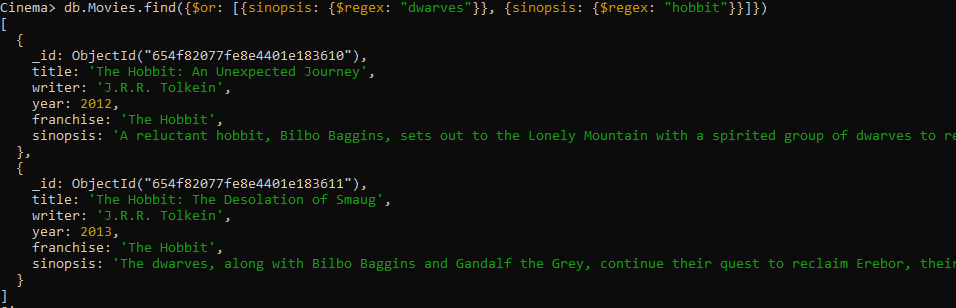 Cinema> db.Movies.find({$or: [{sinopsis: {$regex: "dwarves"}}, {sinopsis: {$regex: "hobbit"}}]})
[
  {
    _id: ObjectId("654f82077fe8e4401e183610"),
    title: 'The Hobbit: An Unexpected Journey',
    writer: 'J.R.R. Tolkein',
    year: 2012,
    franchise: 'The Hobbit',
    sinopsis: 'A reluctant hobbit, Bilbo Baggins, sets out to the Lonely Mountain with a spirited group of dwarves to re
  },
  {
    _id: ObjectId("654f82077fe8e4401e183611"),
    title: 'The Hobbit: The Desolation of Smaug',
    writer: 'J.R.R. Tolkein',
    year: 2013,
    franchise: 'The Hobbit',
    sinopsis: 'The dwarves, along with Bilbo Baggins and Gandalf the Grey, continue their quest to reclaim Erebor, their
  }
]